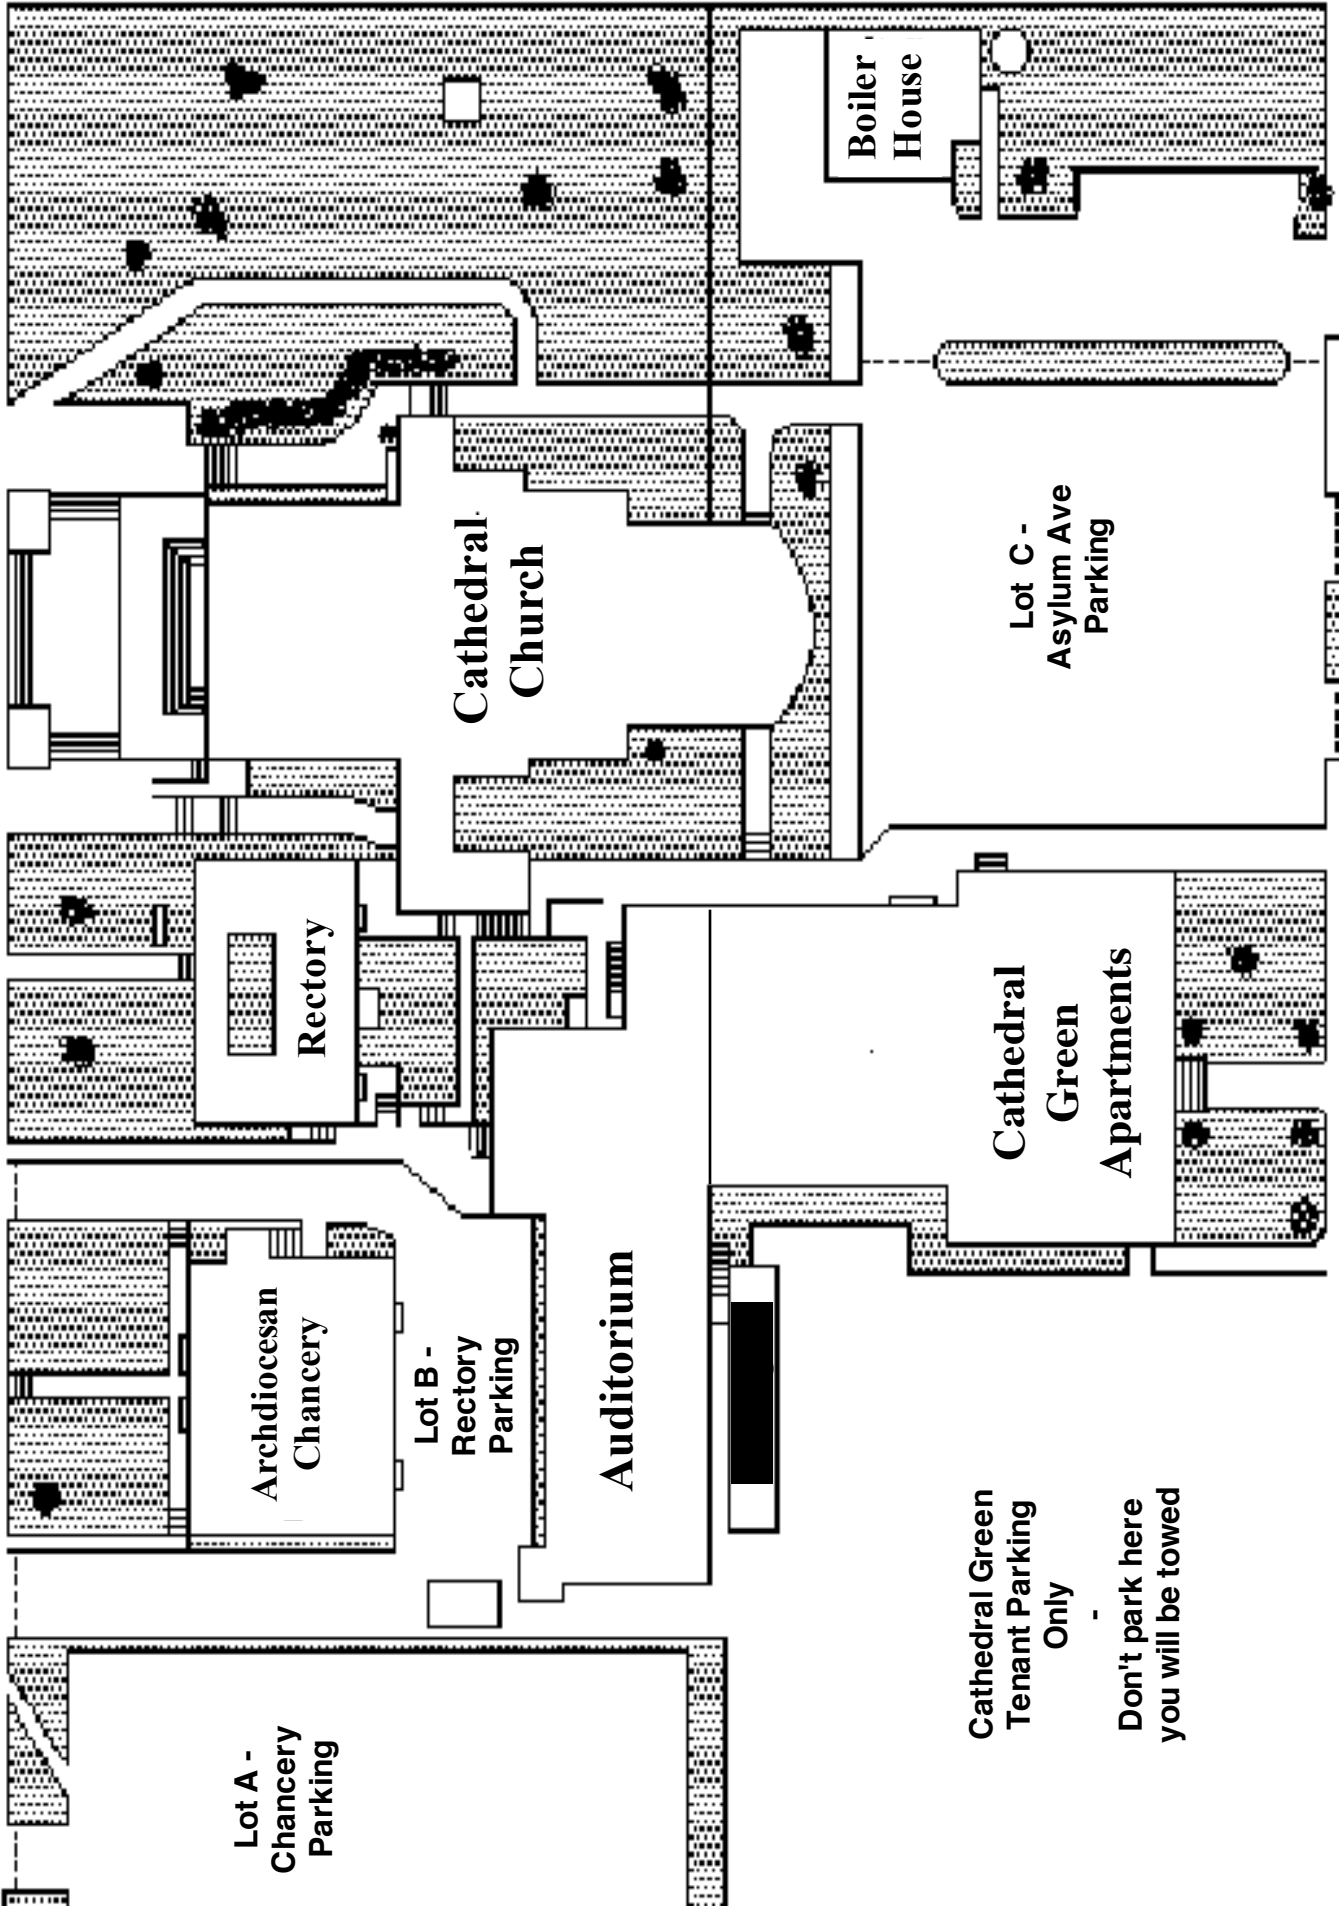 Boiler
House
Cathedral
Church
Lot C -
Asylum Ave
Parking
Rectory
Cathedral
Green
Apartments
Archdiocesan
Chancery
Lot B -
Rectory
Parking
Auditorium
Lot A -
Chancery
Parking
Cathedral Green
Tenant Parking
Only
-
Don't park here
you will be towed